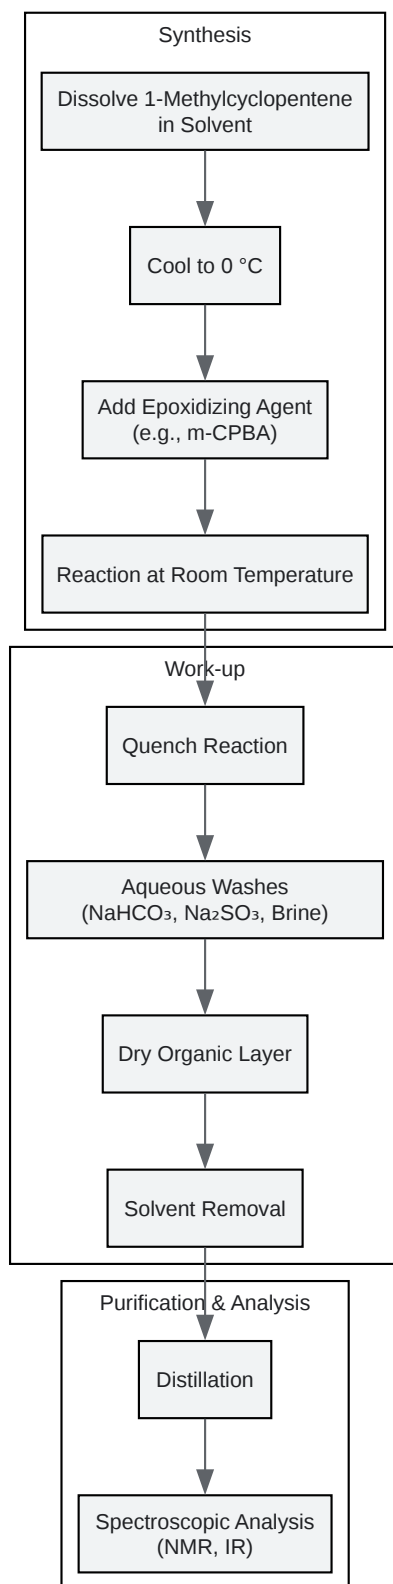 Synthesis
Dissolve 1-Methylcyclopentene
in Solvent
Cool to 0 °C
Add Epoxidizing Agent
(e.g., m-CPBA)
Reaction at Room Temperature
Work-up
Quench Reaction
Aqueous Washes
(NaHCO₃, Na₂SO₃, Brine)
Dry Organic Layer
Solvent Removal
Purification & Analysis
Distillation
Spectroscopic Analysis
(NMR, IR)